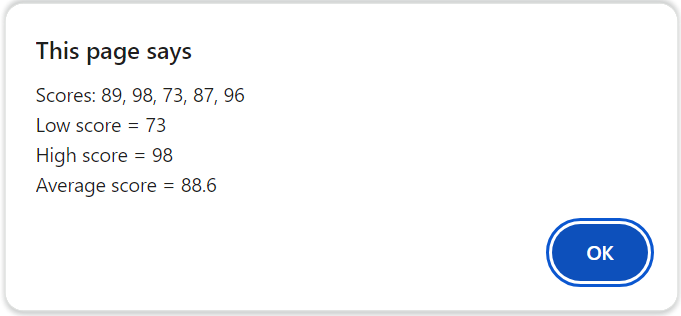 This page says
Scores: 89, 98, 73, 87, 96
Low score = 73
High score = 98
Average score = 88.6
OK